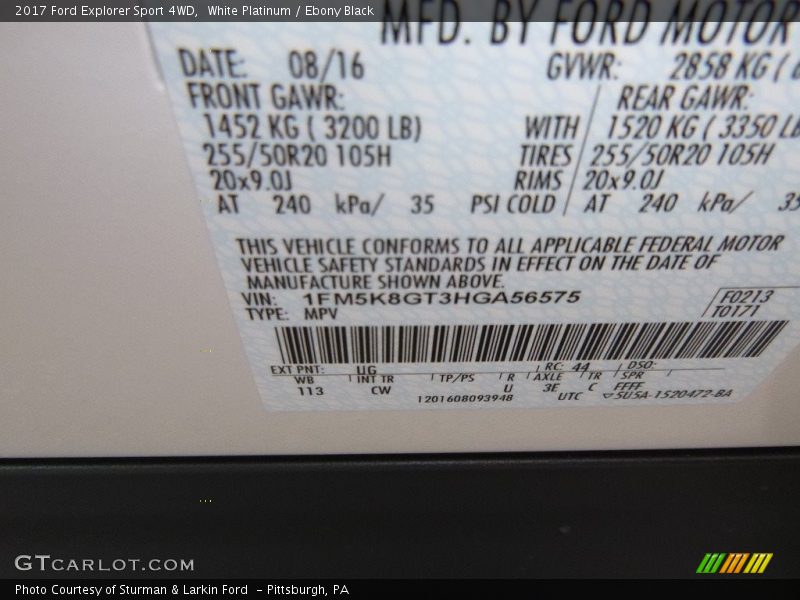 2017 Ford Explorer Sport 4WD, White Platinum / Ebony Black
MFD. BY FORD MOTOR
DATE: 08/16 GVWR: 2858 KG (
FRONT GAWR: REAR GAWR:
1452 KG ( 3200 LB) WITH 1520 KG ( 3350 LB
255/50R20 105H TIRES 255/50R20 105H
20x9.0J RIMS 20x9.0J
AT 240 kPa/ 35 PSI COLD AT 240 kPa/ 35
THIS VEHICLE CONFORMS TO ALL APPLICABLE FEDERAL MOTOR
VEHICLE SAFETY STANDARDS IN EFFECT ON THE DATE OF
MANUFACTURE SHOWN ABOVE.
VIN: 1FM5K8GT3HGA56575 F0213
TYPE: MPV T0171
EXT PNT: UG RC: 44 DSO:
WB INT TR TP/PS R AXLE TR SPR
113 CW U 3E C FFFF
1201608093948 UTC ▽5U5A-1520472-BA
GTCARLOT.COM
Photo Courtesy of Sturman & Larkin Ford - Pittsburgh, PA